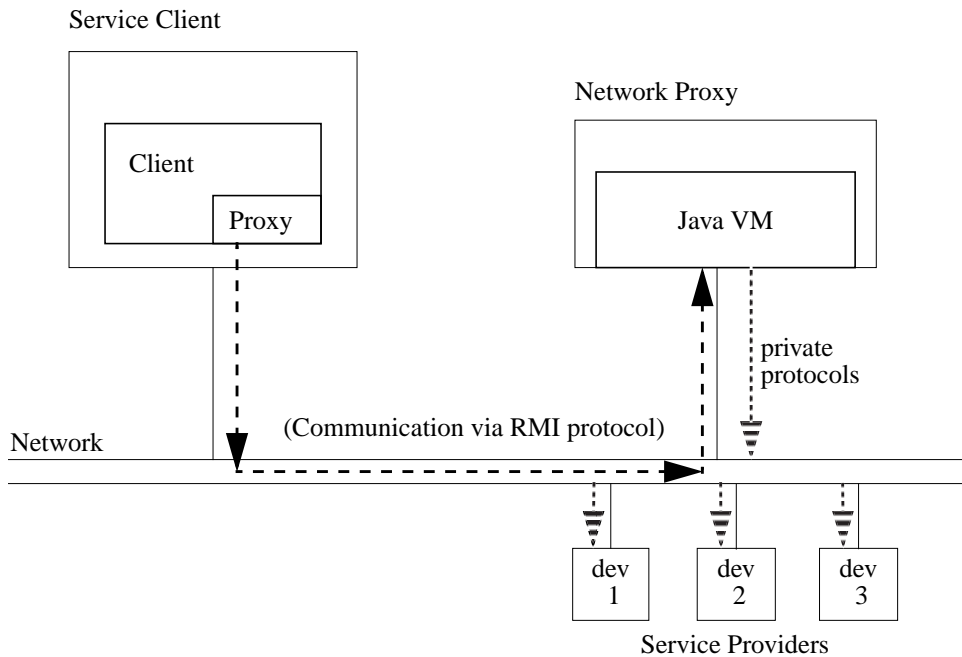 Service Client
Network Proxy
Client
Proxy
Java VM
private
protocols
(Communication via RMI protocol)
Network
dev
1
dev
2
dev
3
Service Providers